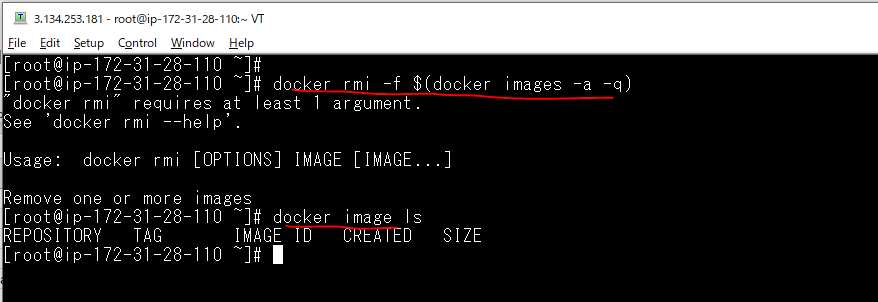 3.134.253.181 - root@ip-172-31-28-110:~ VT
File Edit Setup Control Window Help
[root@ip-172-31-28-110 ~]#
[root@ip-172-31-28-110 ~]# docker rmi -f $(docker images -a -q)
"docker rmi" requires at least 1 argument.
See 'docker rmi --help'.
Usage:  docker rmi [OPTIONS] IMAGE [IMAGE...]
Remove one or more images
[root@ip-172-31-28-110 ~]# docker image ls
REPOSITORY   TAG       IMAGE ID   CREATED   SIZE
[root@ip-172-31-28-110 ~]#